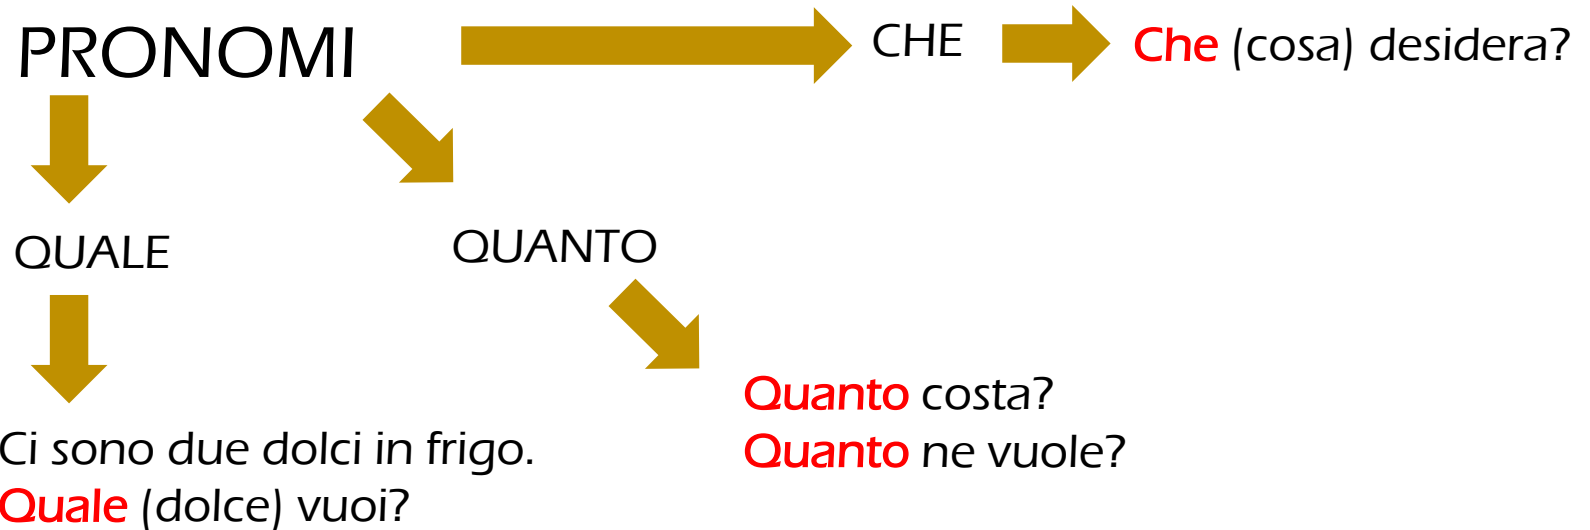 PRONOMI
CHE
Che (cosa) desidera?
QUALE
QUANTO
Quanto costa?
Quanto ne vuole?
Ci sono due dolci in frigo.
Quale (dolce) vuoi?